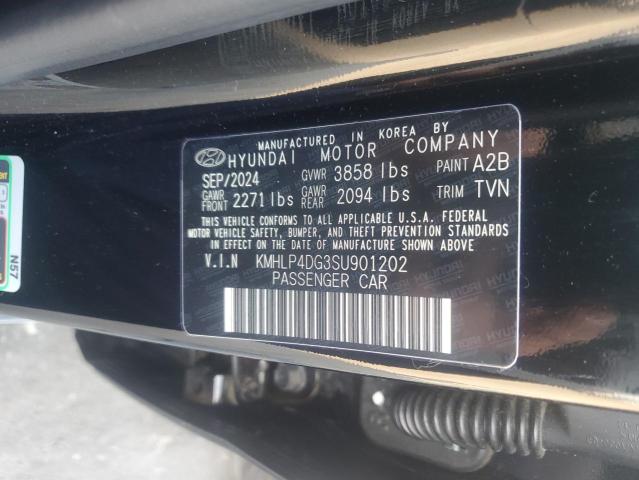 MANUFACTURED IN KOREA BY
HYUNDAI MOTOR COMPANY
SEP/2024 GVWR 3858 lbs PAINT A2B
GAWR FRONT 2271 lbs GAWR REAR 2094 lbs TRIM TVN
THIS VEHICLE CONFORMS TO ALL APPLICABLE U.S.A. FEDERAL
MOTOR VEHICLE SAFETY, BUMPER, AND THEFT PREVENTION STANDARDS
IN EFFECT ON THE DATE OF MANUFACTURE SHOWN ABOVE.
V.I.N KMHLP4DG3SU901202
PASSENGER CAR
N57